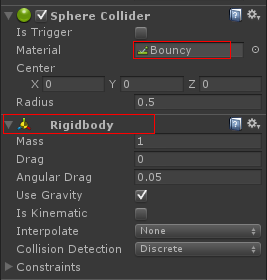 Sphere Collider
Is Trigger
Material Bouncy
Center
X 0 Y 0 Z 0
Radius 0.5
Rigidbody
Mass 1
Drag 0
Angular Drag 0.05
Use Gravity
Is Kinematic
Interpolate None
Collision Detection Discrete
Constraints